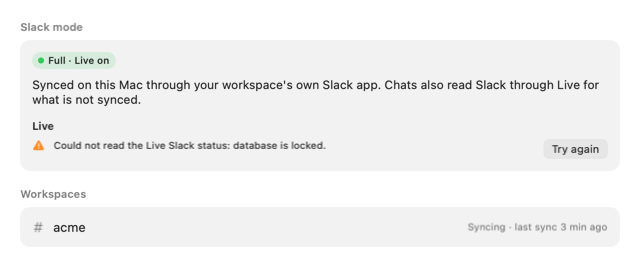 Slack mode
Full · Live on
Synced on this Mac through your workspace's own Slack app. Chats also read Slack through Live for
what is not synced.
Live
Could not read the Live Slack status: database is locked.
Try again
Workspaces
# acme
Syncing · last sync 3 min ago